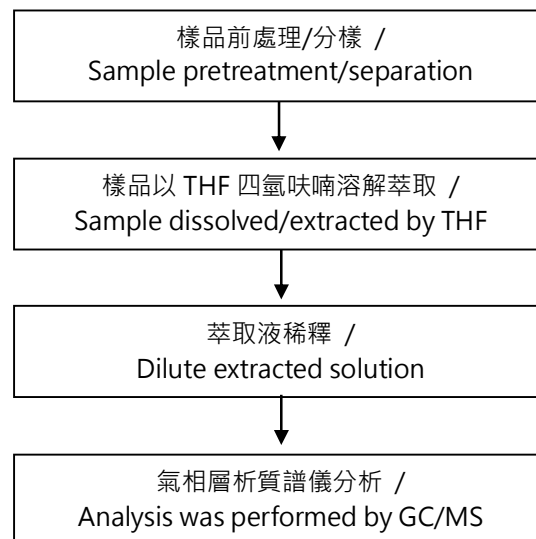 樣品前處理/分樣 /
Sample pretreatment/separation
樣品以 THF 四氫呋喃溶解萃取 /
Sample dissolved/extracted by THF
萃取液稀釋 /
Dilute extracted solution
氣相層析質譜儀分析 /
Analysis was performed by GC/MS